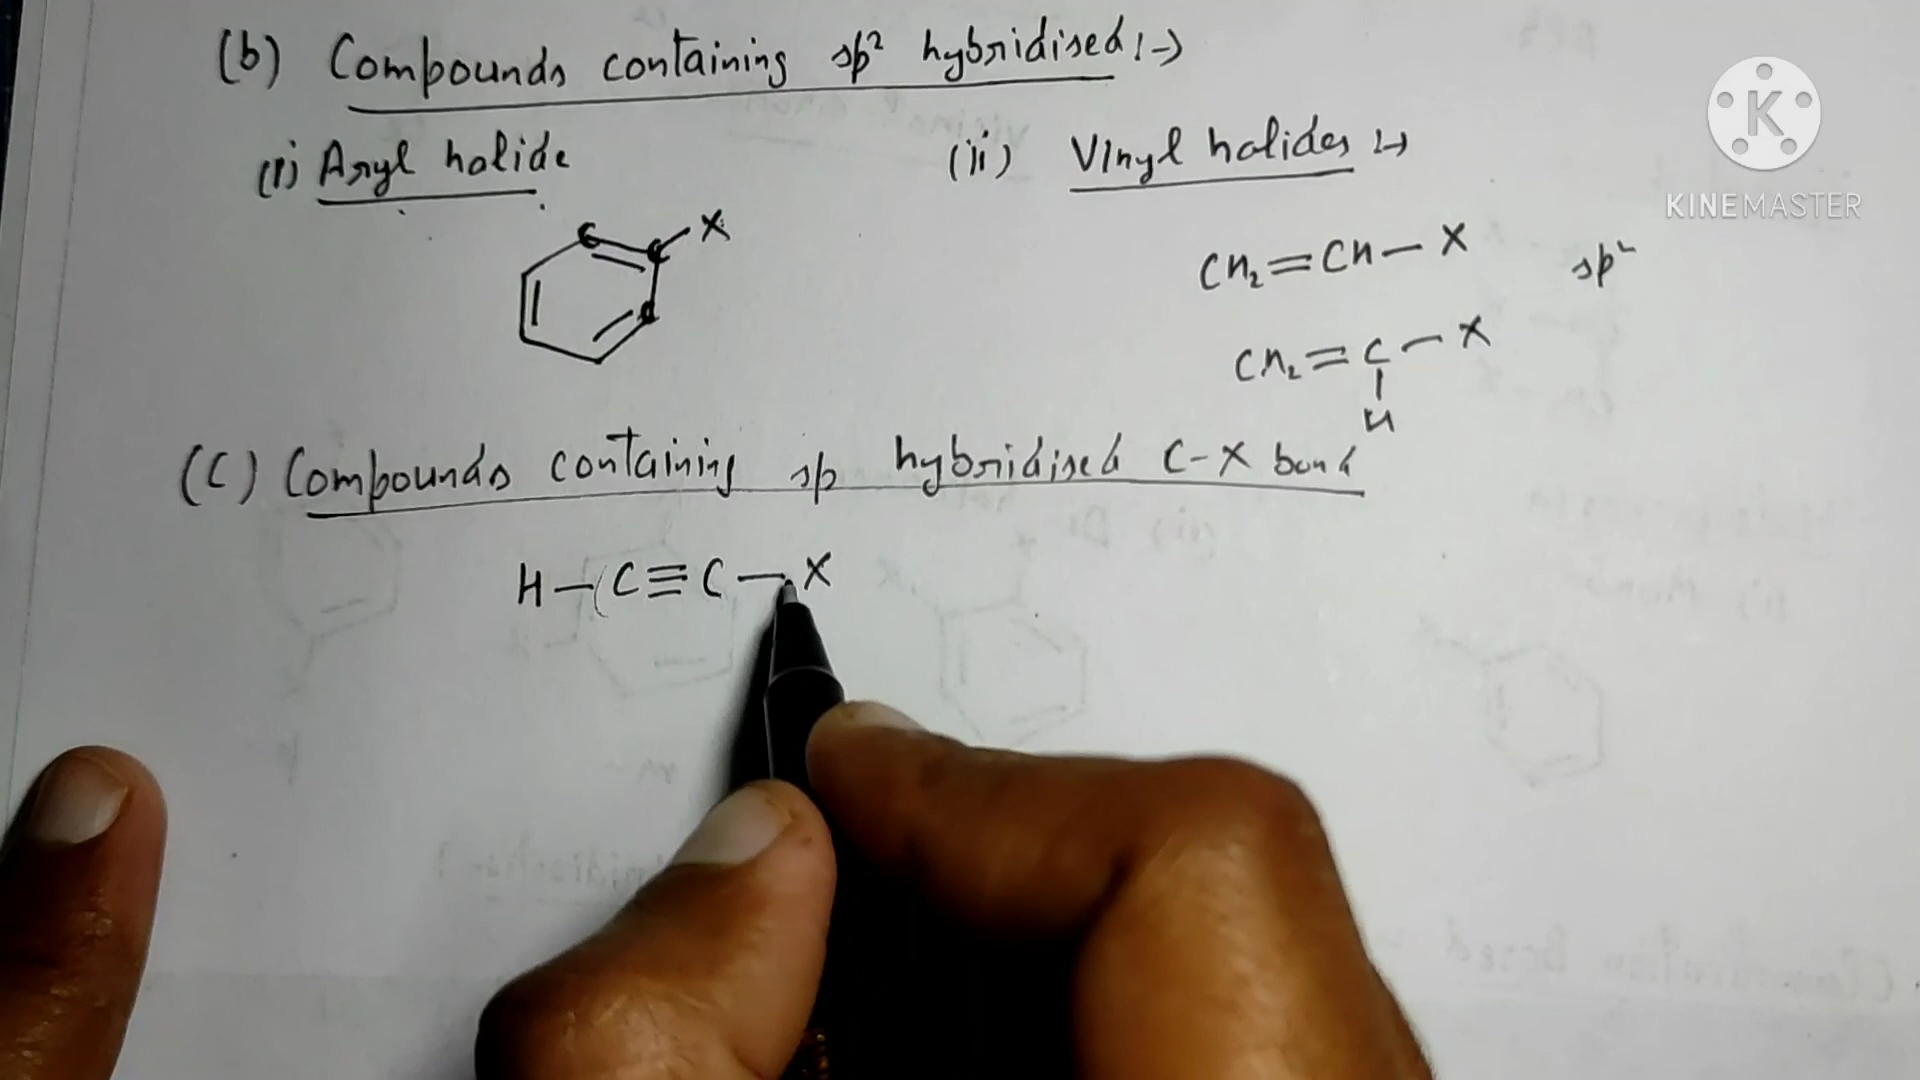 (b) Compounds containing sp² hybridised :->
(i) Aryl halide
(ii) Vinyl halides :->
C
C
X
C
CH₂=CH-X
sp²
CH₂=C-X
H
(C) Compounds containing sp hybridised C-X bond
H-C≡C-X
K
KINEMASTER